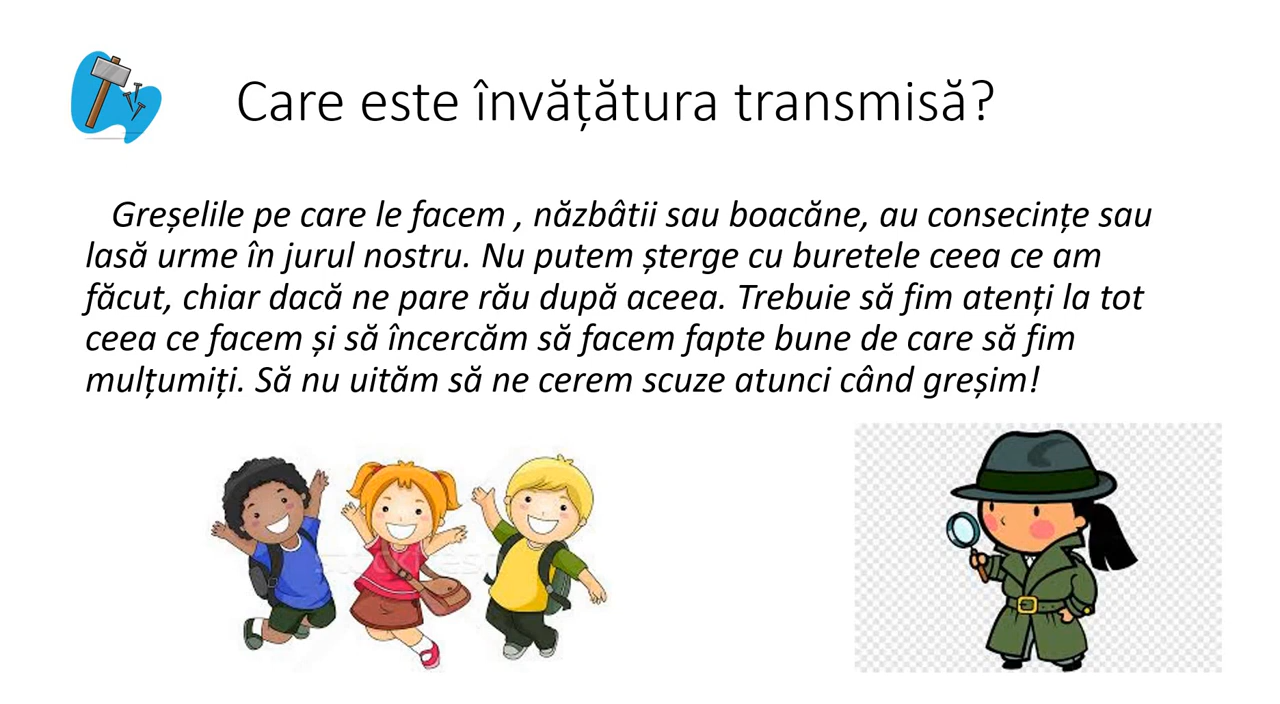 Care este învățătura transmisă?
Greșelile pe care le facem , năzbâtii sau boacăne, au consecințe sau
lasă urme în jurul nostru. Nu putem șterge cu buretele ceea ce am
făcut, chiar dacă ne pare rău după aceea. Trebuie să fim atenți la tot
ceea ce facem și să încercăm să facem fapte bune de care să fim
mulțumiți. Să nu uităm să ne cerem scuze atunci când greșim!